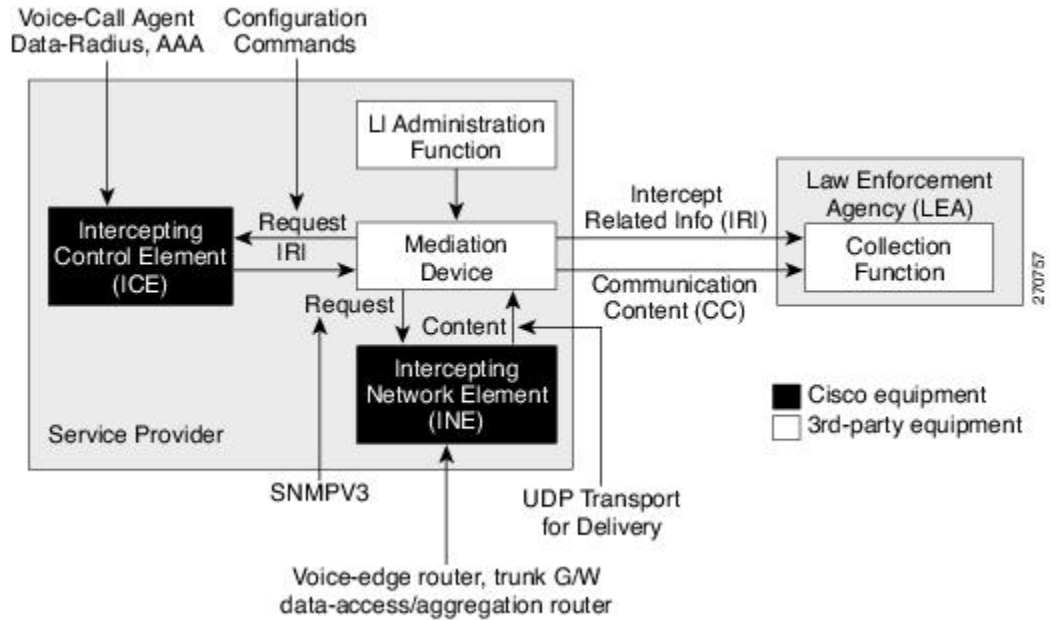 Voice-Call Agent
Data-Radius, AAA
Configuration
Commands
LI Administration
Function
Intercepting
Control Element
(ICE)
Request
IRI
Mediation
Device
Intercept
Related Info (IRI)
Communication
Content (CC)
Law Enforcement
Agency (LEA)
Collection
Function
270757
Request
Content
Intercepting
Network Element
(INE)
Service Provider
Cisco equipment
3rd-party equipment
SNMPV3
UDP Transport
for Delivery
Voice-edge router, trunk G/W
data-access/aggregation router